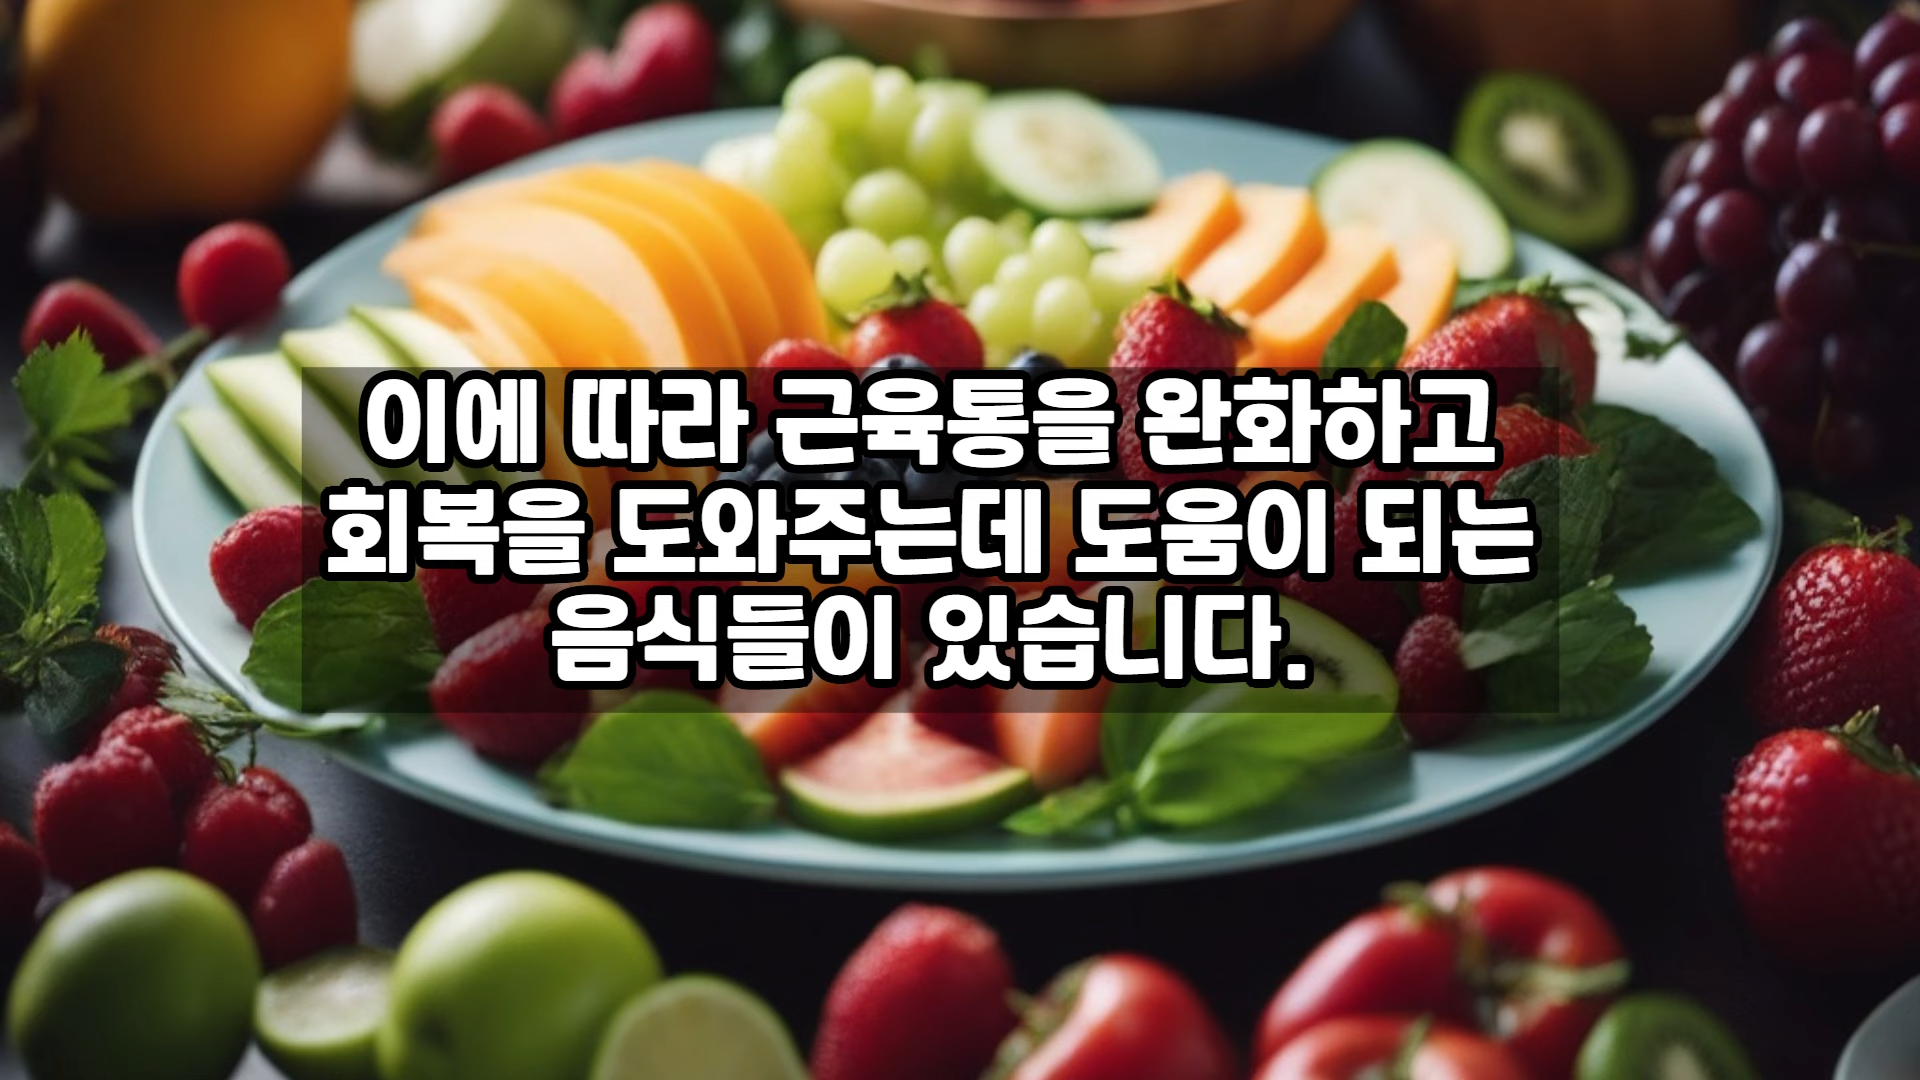 이에 따라 근육통을 완화하고
회복을 도와주는데 도움이 되는
음식들이 있습니다.